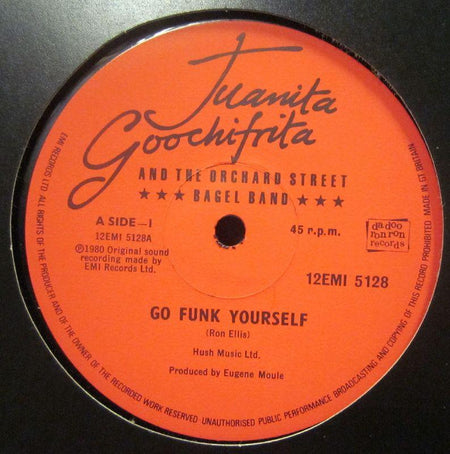 Juanita
Goochifrita
AND THE ORCHARD STREET
★★★ BAGEL BAND ★★★
A SIDE—1
12EMI 5128A
℗1980 Original sound
recording made by
EMI Records Ltd.
45 r.p.m.
da doo
ron ron
records
12EMI 5128
GO FUNK YOURSELF
(Ron Ellis)
Hush Music Ltd.
Produced by Eugene Moule
EMI RECORDS LTD. ALL RIGHTS OF THE PRODUCER AND OF THE OWNER OF THE RECORDED WORK RESERVED · UNAUTHORISED PUBLIC PERFORMANCE BROADCASTING AND COPYING OF THIS RECORD PROHIBITED MADE IN GT BRITAIN